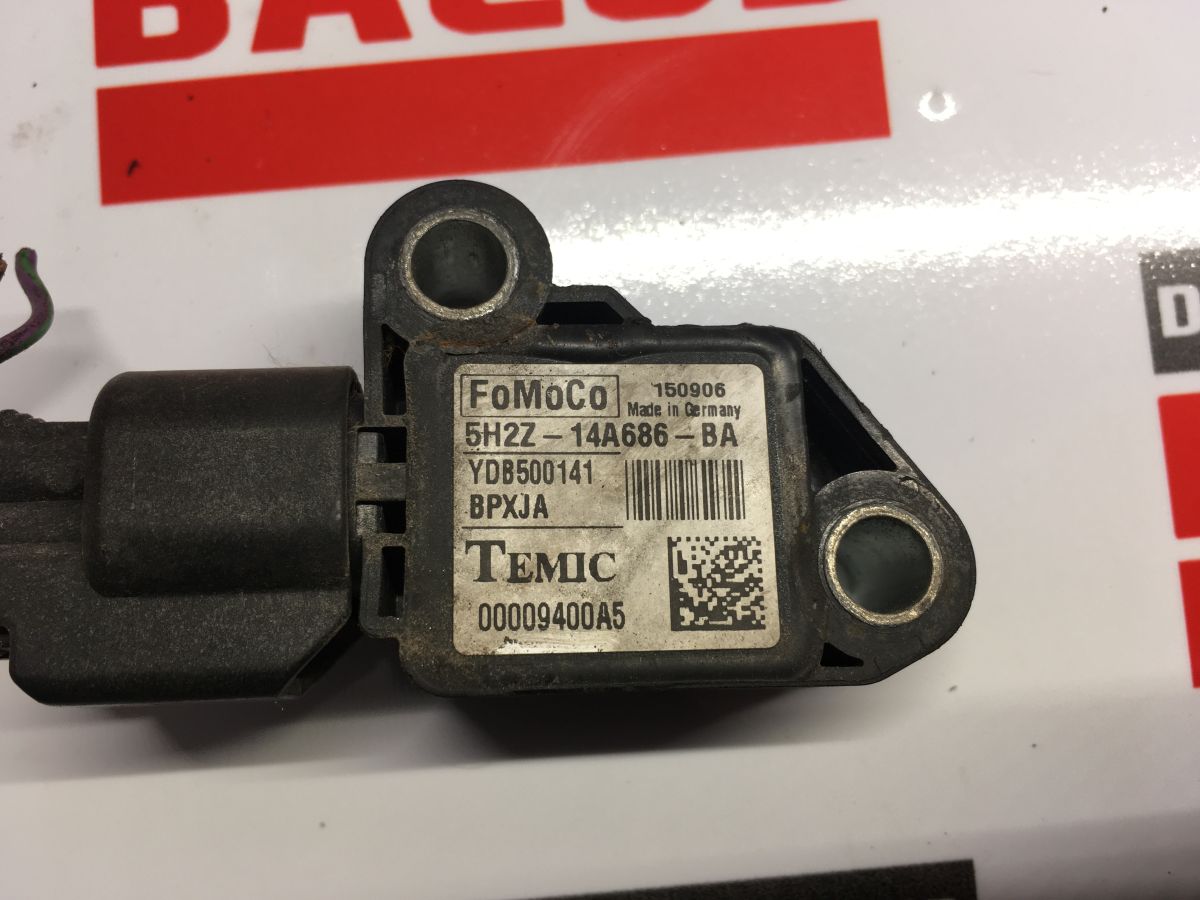 FoMoCo
150906
Made in Germany
5H2Z-14A686-BA
YDB500141
BPXJA
TEMIC
00009400A5
D